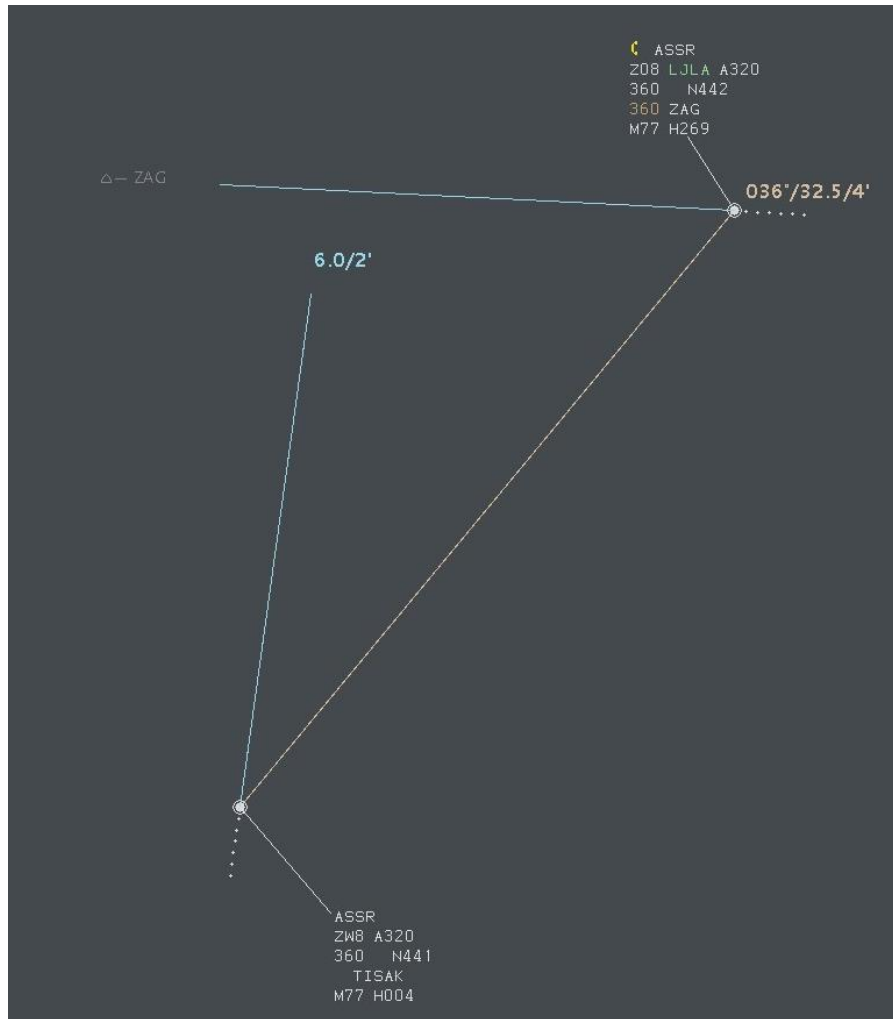 ASSR
Z08 LJLA A320
360 N442
360 ZAG
M77 H269
ZAG
036°/32.5/4'
6.0/2'
ASSR
ZW8 A320
360 N441
TISAK
M77 H004